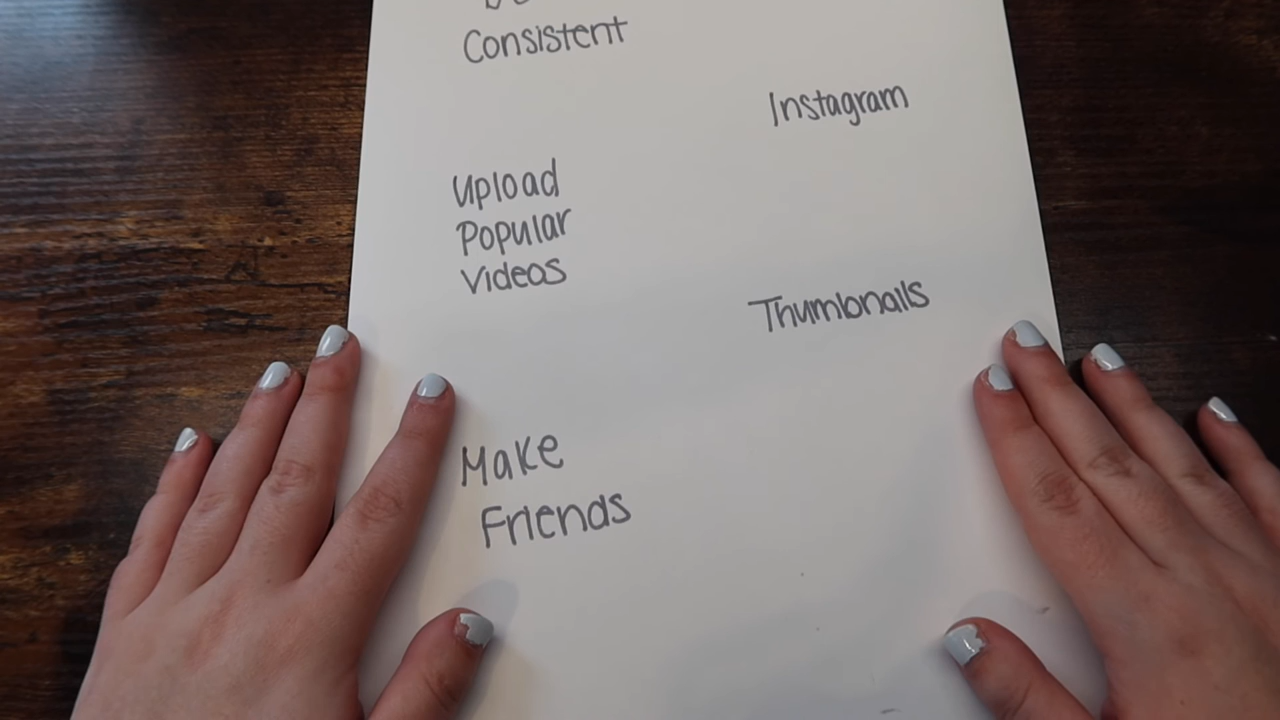 Consistent
Instagram
Upload
Popular
Videos
Thumbnails
Make
Friends